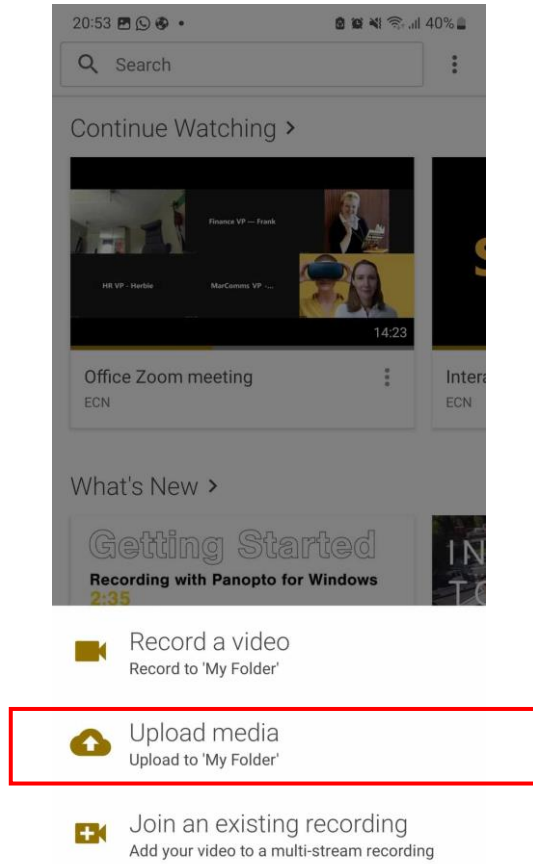 20:53
40%
Search
Continue Watching >
Finance VP — Frank
HR VP - Herbie
MarComms VP -...
14:23
Office Zoom meeting
ECN
Intera
ECN
What's New >
Getting Started
Recording with Panopto for Windows
2:35
IN
TO
Record a video
Record to 'My Folder'
Upload media
Upload to 'My Folder'
Join an existing recording
Add your video to a multi-stream recording